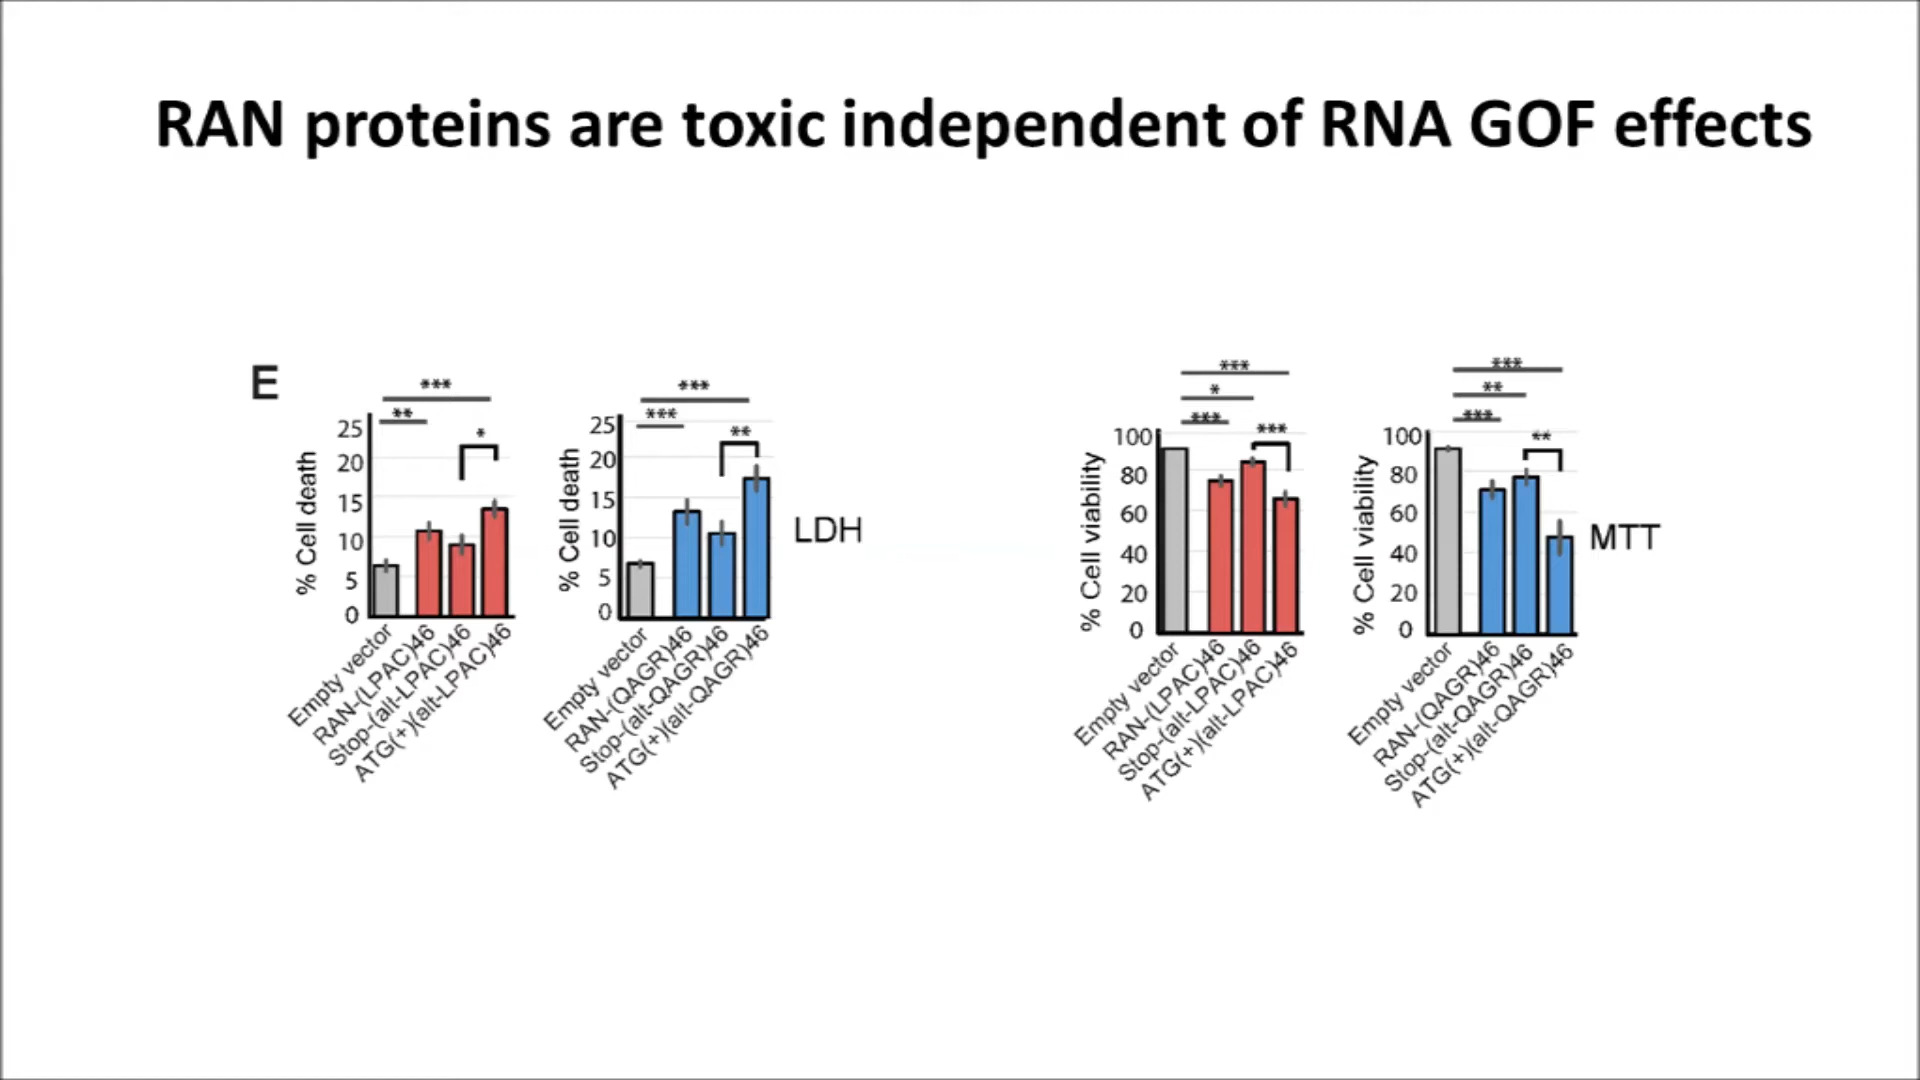 RAN proteins are toxic independent of RNA GOF effects
E
***
**
*
% Cell death
25
20
15
10
5
0
Empty vector
RAN-(LPAC)46
Stop-(alt-LPAC)46
ATG(+)(alt-LPAC)46
***
***
**
% Cell death
25
20
15
10
5
0
Empty vector
RAN-(QAGR)46
Stop-(alt-QAGR)46
ATG(+)(alt-QAGR)46
LDH
***
*
***
***
% Cell viability
100
80
60
40
20
0
Empty vector
RAN-(LPAC)46
Stop-(alt-LPAC)46
ATG(+)(alt-LPAC)46
***
**
***
**
% Cell viability
100
80
60
40
20
0
Empty vector
RAN-(QAGR)46
Stop-(alt-QAGR)46
ATG(+)(alt-QAGR)46
MTT